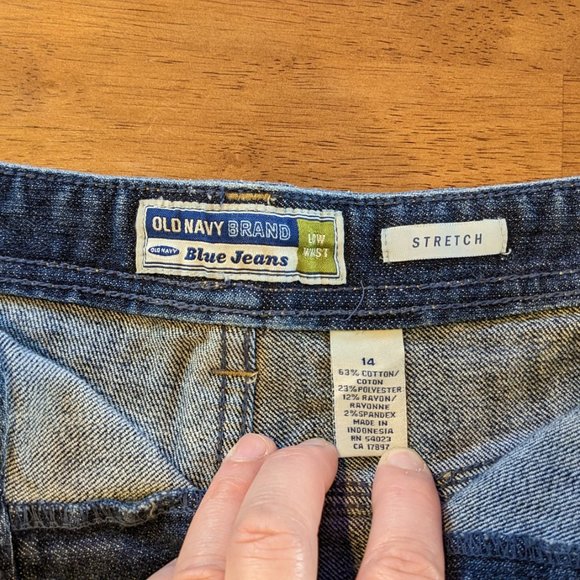 OLD NAVY BRAND
LOW
WAIST
OLD NAVY
Blue Jeans
STRETCH
14
63% COTTON/
COTON
23% POLYESTER
12% RAYON/
RAYONNE
2% SPANDEX
MADE IN
INDONESIA
RN 54023
CA 17897